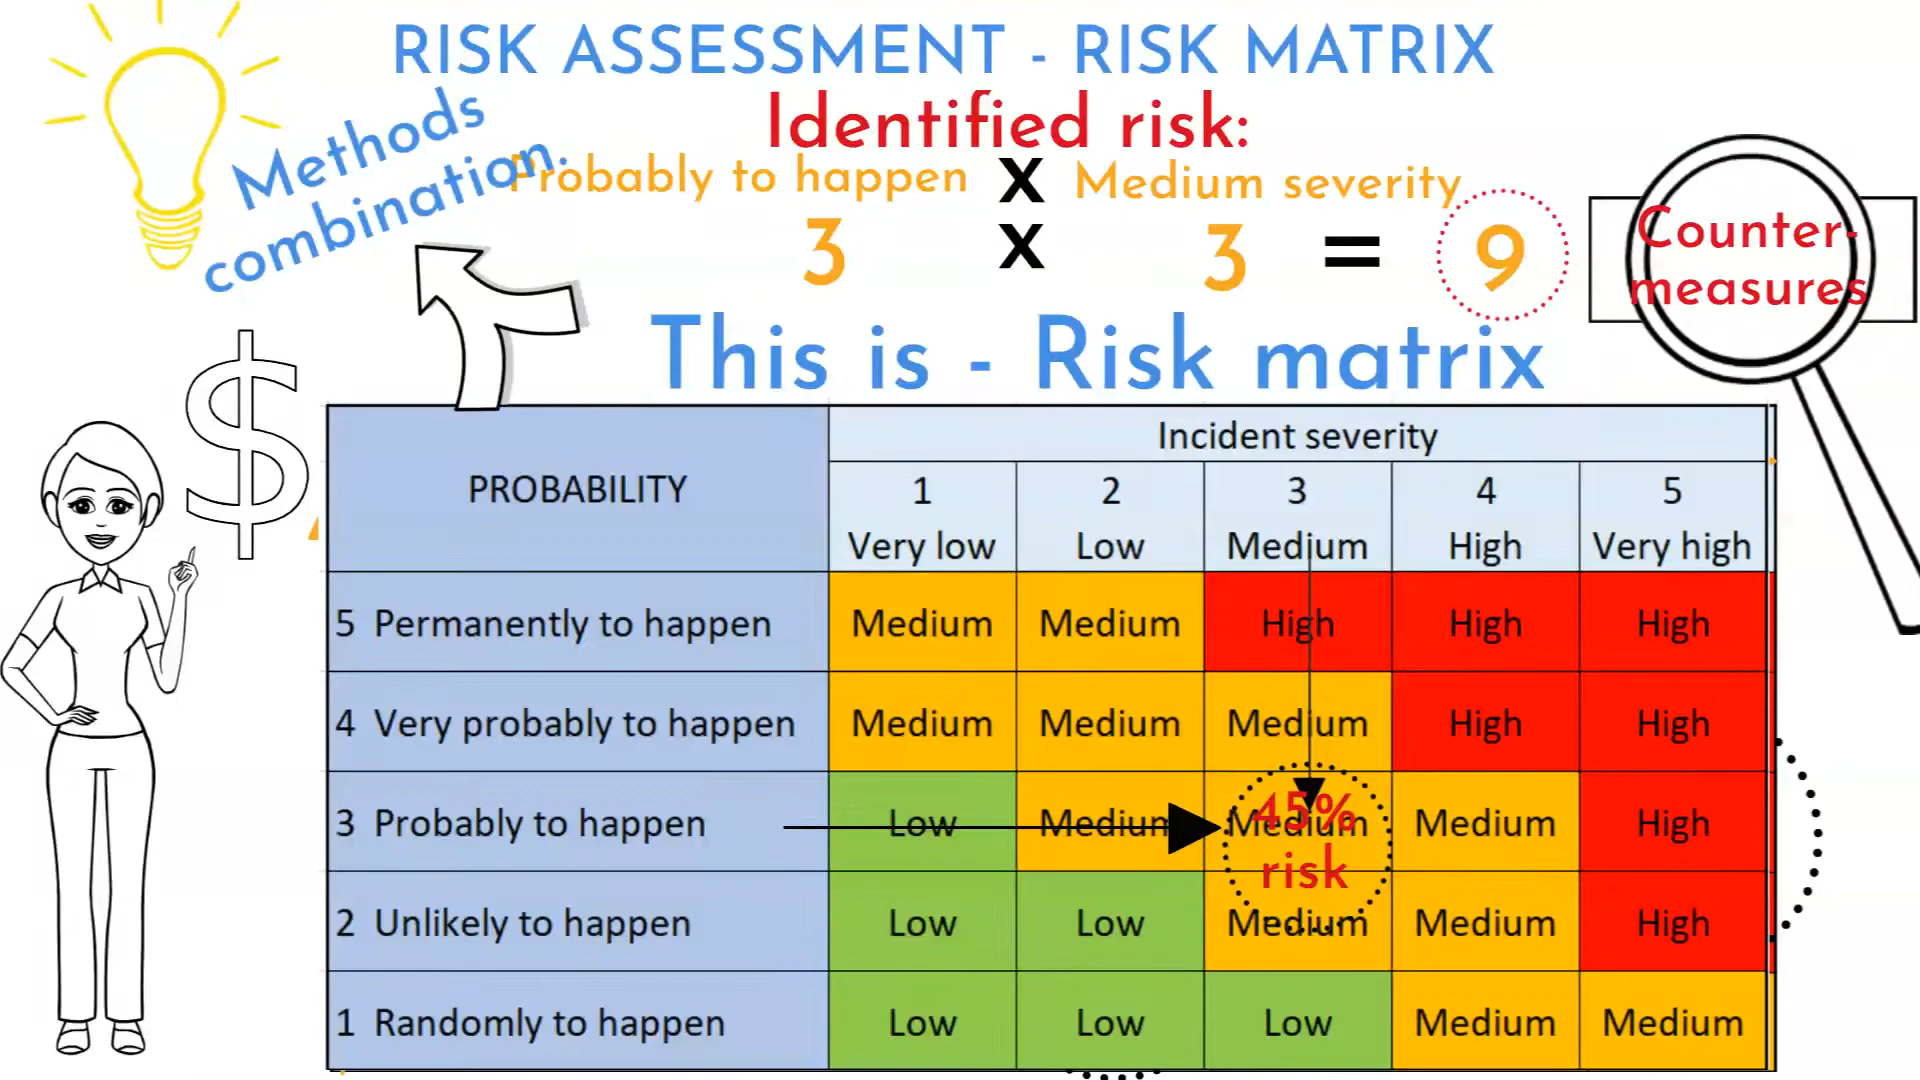 RISK ASSESSMENT - RISK MATRIX
Identified risk:
Methods
combination.
Probably to happen x Medium severity
3 x 3 = 9
Counter-
measures
This is - Risk matrix
$
PROBABILITY
Incident severity
1 2 3 4 5
Very low Low Medium High Very high
5 Permanently to happen Medium Medium High High High
4 Very probably to happen Medium Medium Medium High High
3 Probably to happen Low Medium Medium Medium High
45%
risk
2 Unlikely to happen Low Low Medium Medium High
1 Randomly to happen Low Low Low Medium Medium